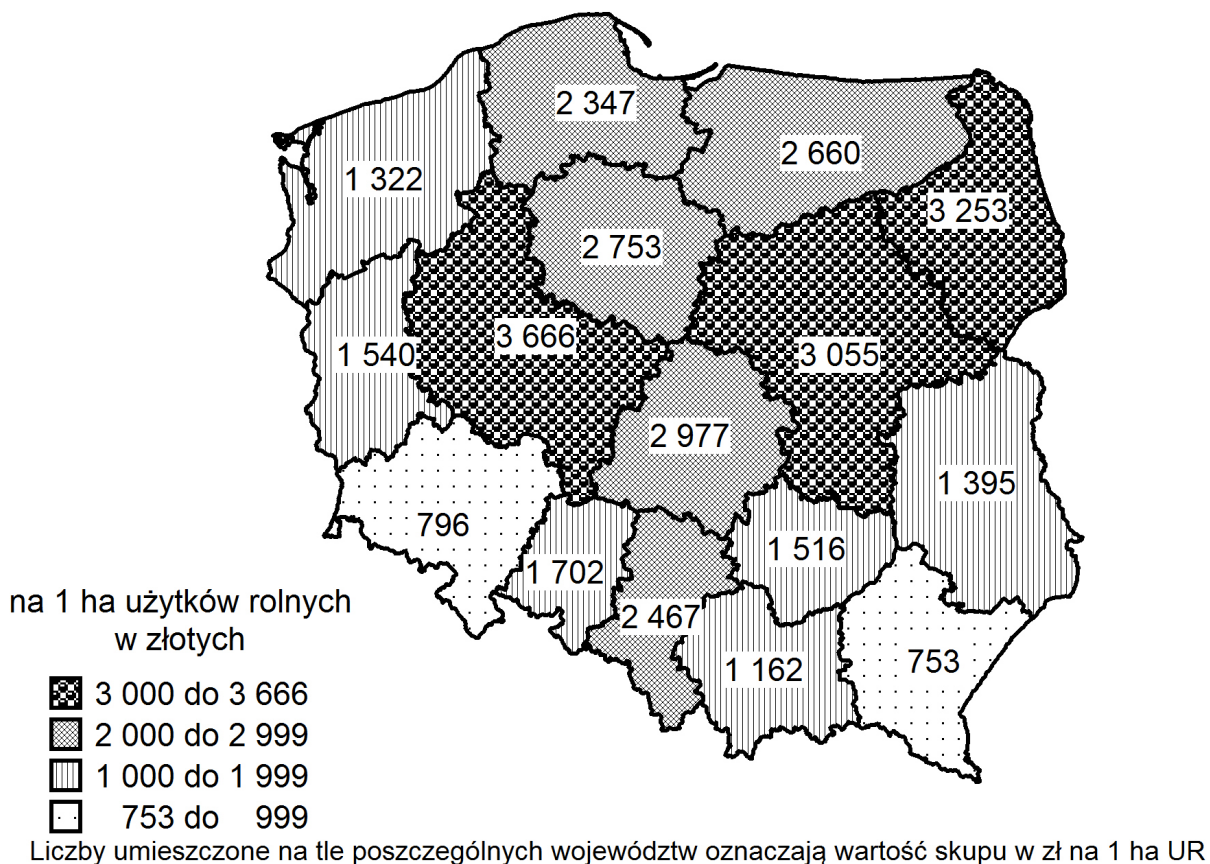 2 347
2 660
1 322
3 253
2 753
3 666
3 055
1 540
2 977
1 395
796
1 516
1 702
2 467
753
1 162
na 1 ha użytków rolnych
w złotych
3 000 do 3 666
2 000 do 2 999
1 000 do 1 999
753 do 999
Liczby umieszczone na tle poszczególnych województw oznaczają wartość skupu w zł na 1 ha UR